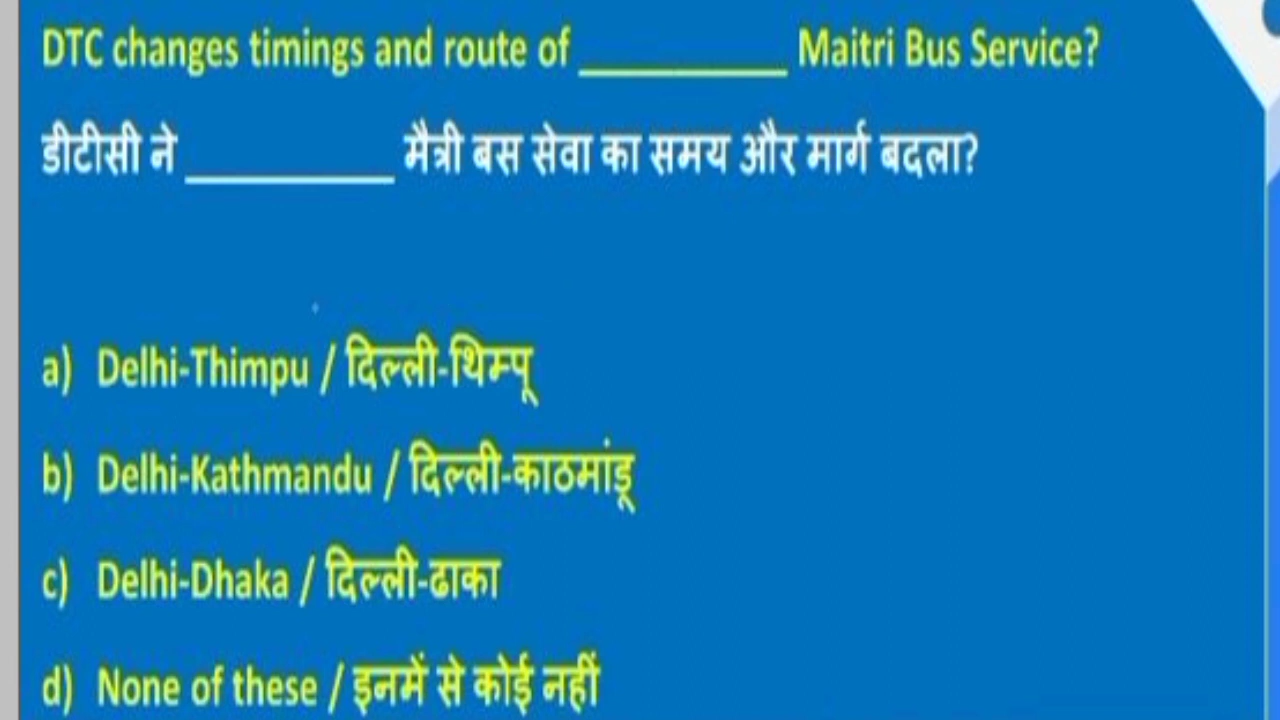 DTC changes timings and route of __________ Maitri Bus Service?
डीटीसी ने __________ मैत्री बस सेवा का समय और मार्ग बदला?
a) Delhi-Thimpu / दिल्ली-थिम्पू
b) Delhi-Kathmandu / दिल्ली-काठमांडू
c) Delhi-Dhaka / दिल्ली-ढाका
d) None of these / इनमें से कोई नहीं